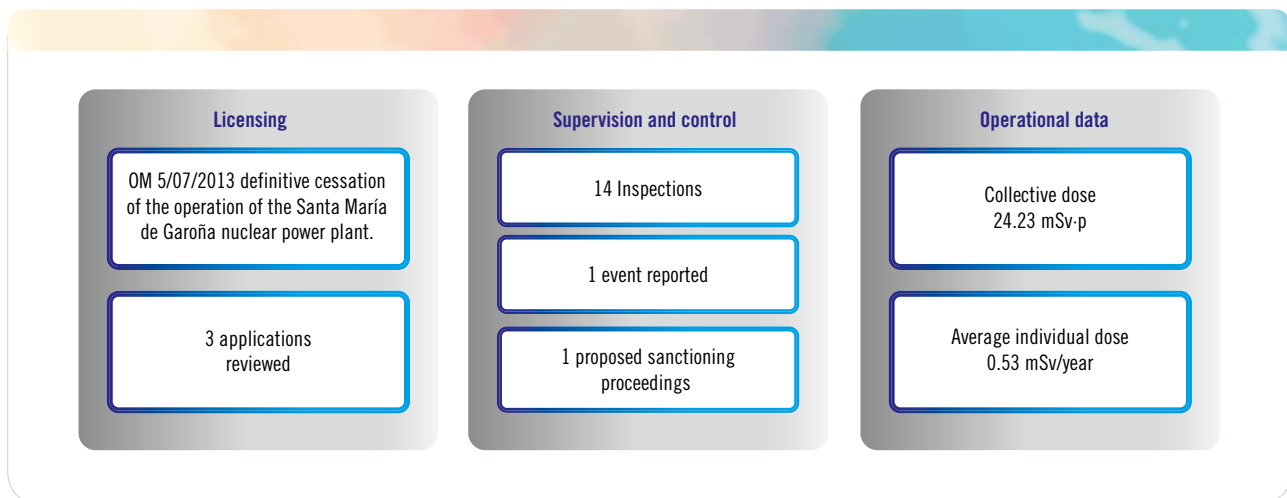 Licensing
OM 5/07/2013 definitive cessation
of the operation of the Santa María
de Garoña nuclear power plant.
3 applications
reviewed
Supervision and control
14 Inspections
1 event reported
1 proposed sanctioning
proceedings
Operational data
Collective dose
24.23 mSv·p
Average individual dose
0.53 mSv/year